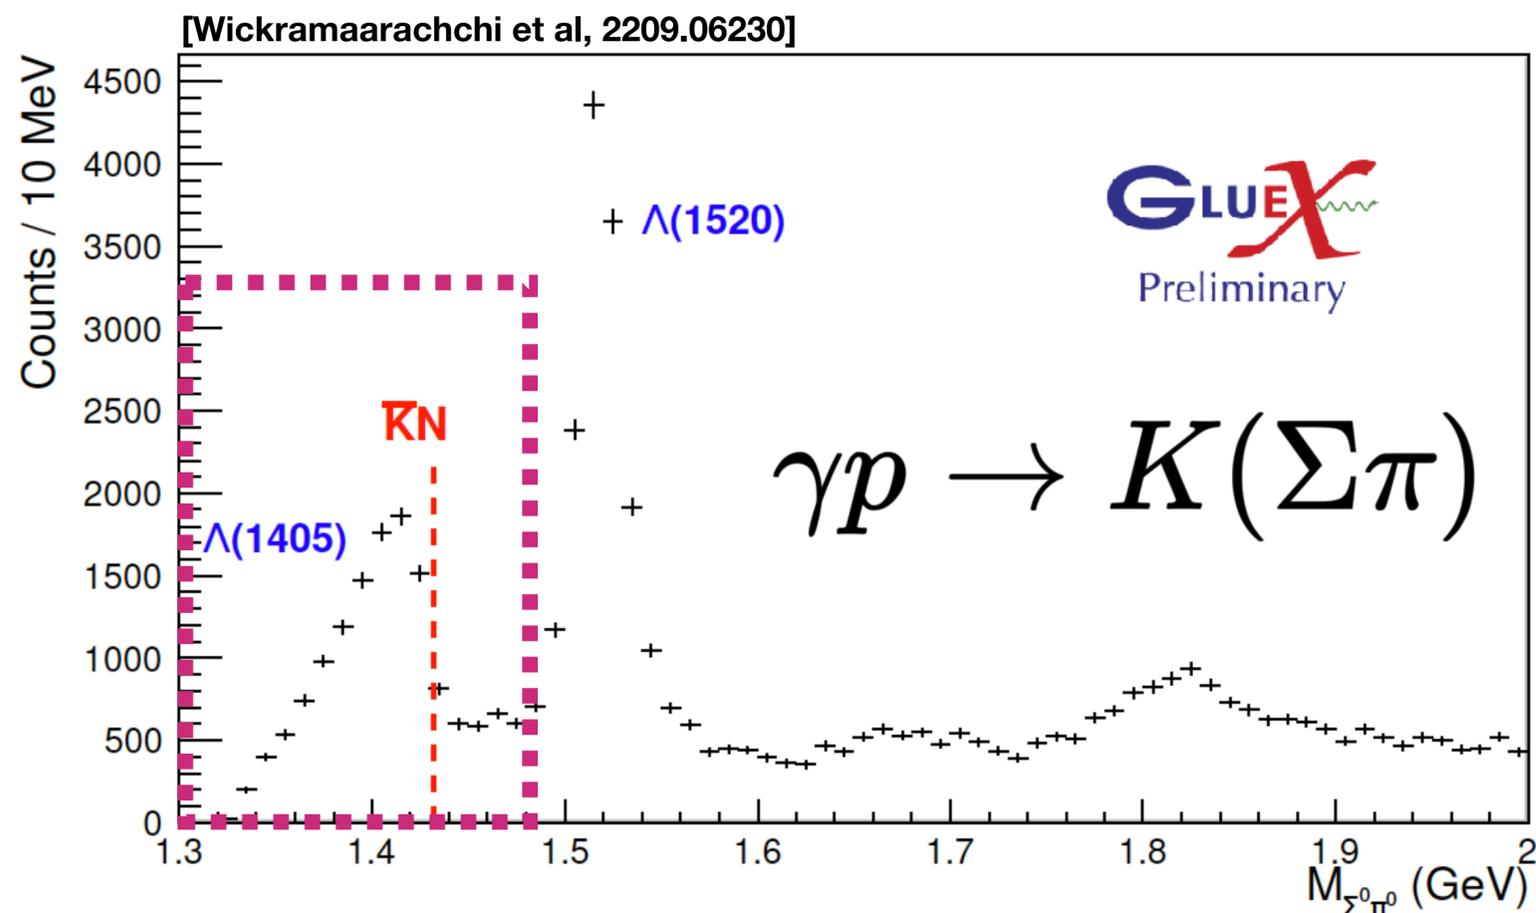 [Wickramaarachchi et al, 2209.06230]
Counts / 10 MeV
4500
4000
3500
3000
2500
2000
1500
1000
500
0
Λ(1520)
GLUEX
Preliminary
K̅N
Λ(1405)
γp → K(Σπ)
1.3 1.4 1.5 1.6 1.7 1.8 1.9 2
M_Σ⁰π⁰ (GeV)